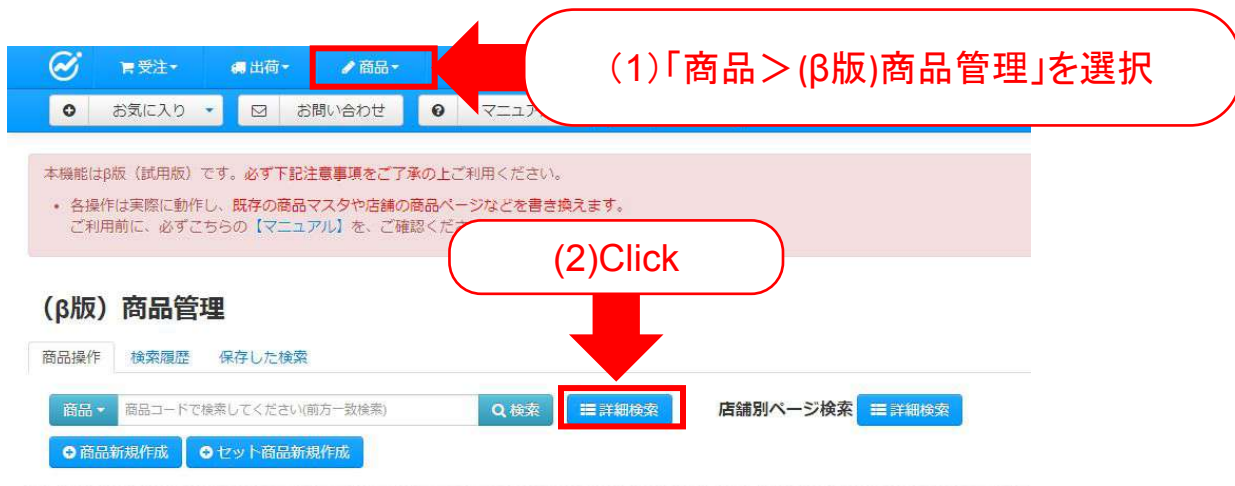 (1)「商品＞(β版)商品管理」を選択
受注
出荷
商品
お気に入り
お問い合わせ
マニュア
本機能はβ版（試用版）です。必ず下記注意事項をご了承の上ご利用ください。
• 各操作は実際に動作し、既存の商品マスタや店舗の商品ページなどを書き換えます。
ご利用前に、必ずこちらの【マニュアル】を、ご確認くださ
(2)Click
（β版）商品管理
商品操作 検索履歴 保存した検索
商品 商品コードで検索してください(前方一致検索) 検索 詳細検索 店舗別ページ検索 詳細検索
商品新規作成 セット商品新規作成